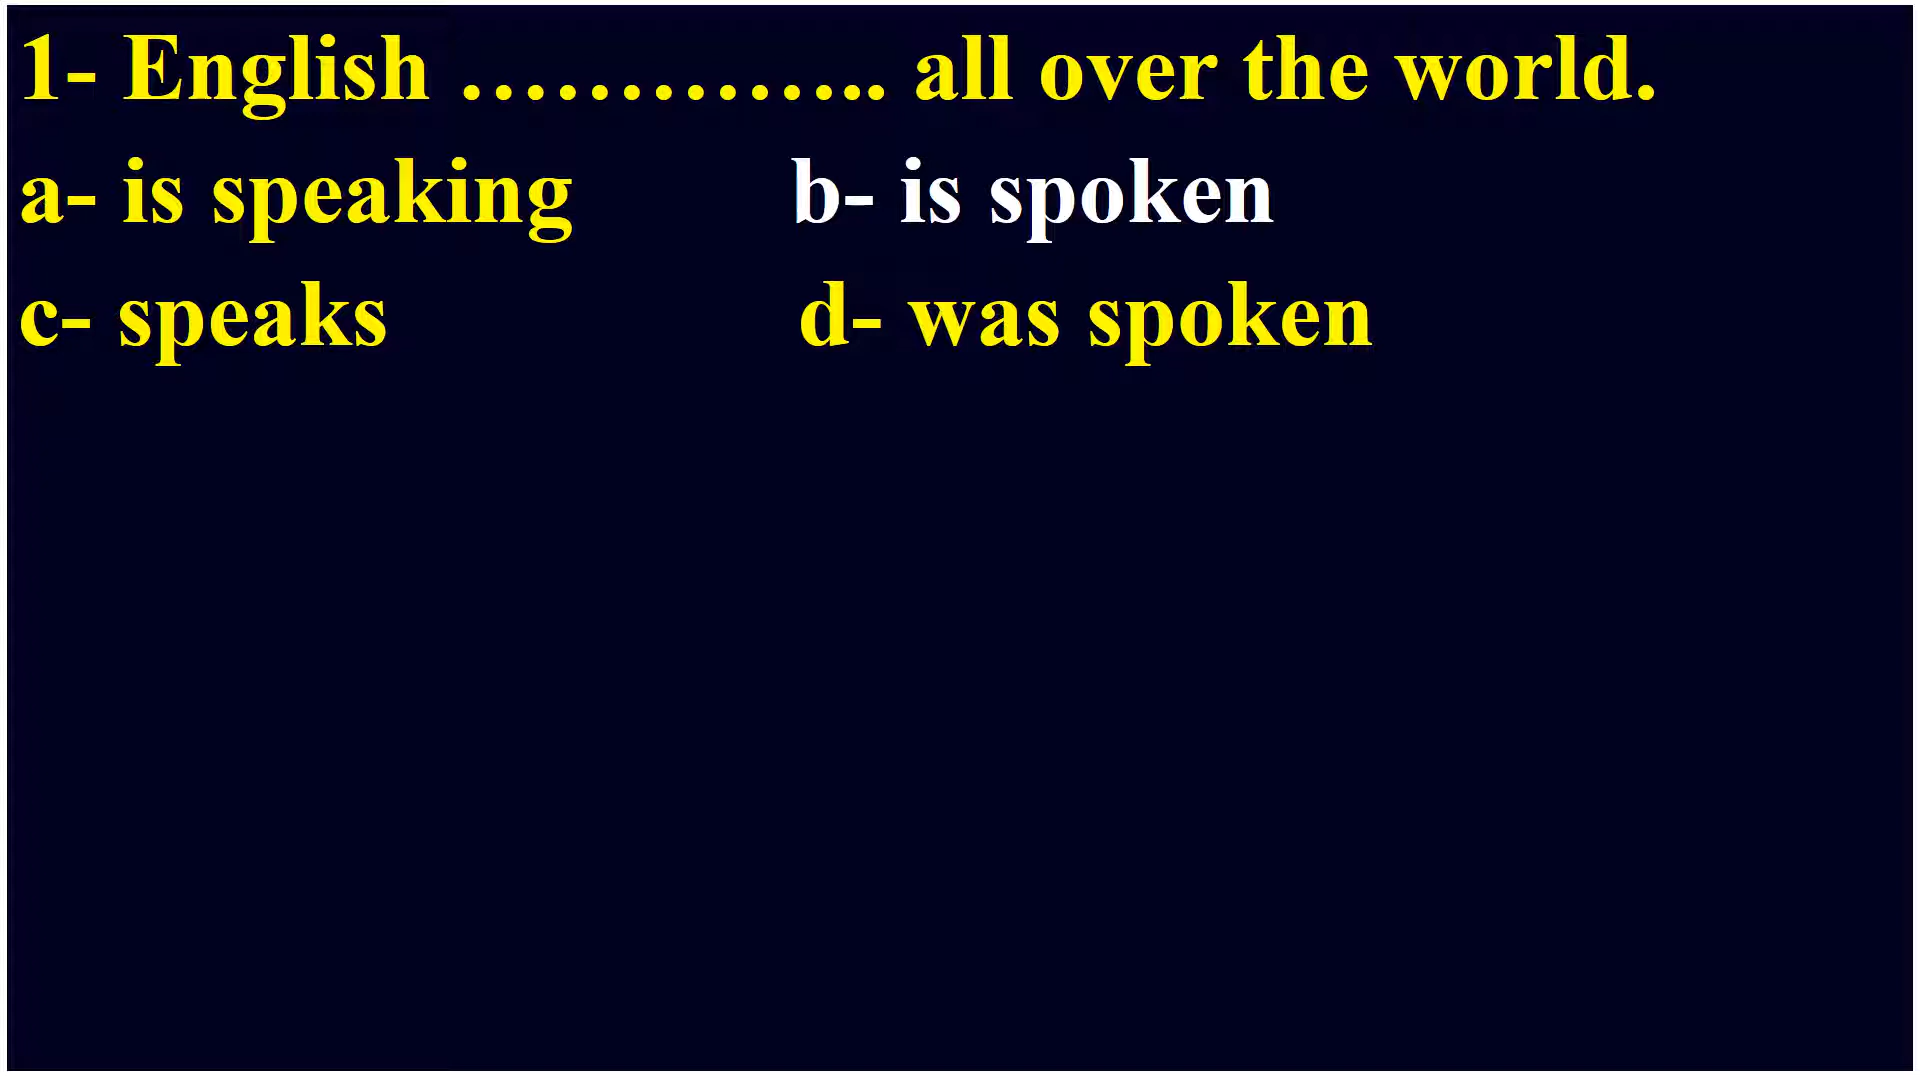 1- English ………….. all over the world.
a- is speaking b- is spoken
c- speaks d- was spoken